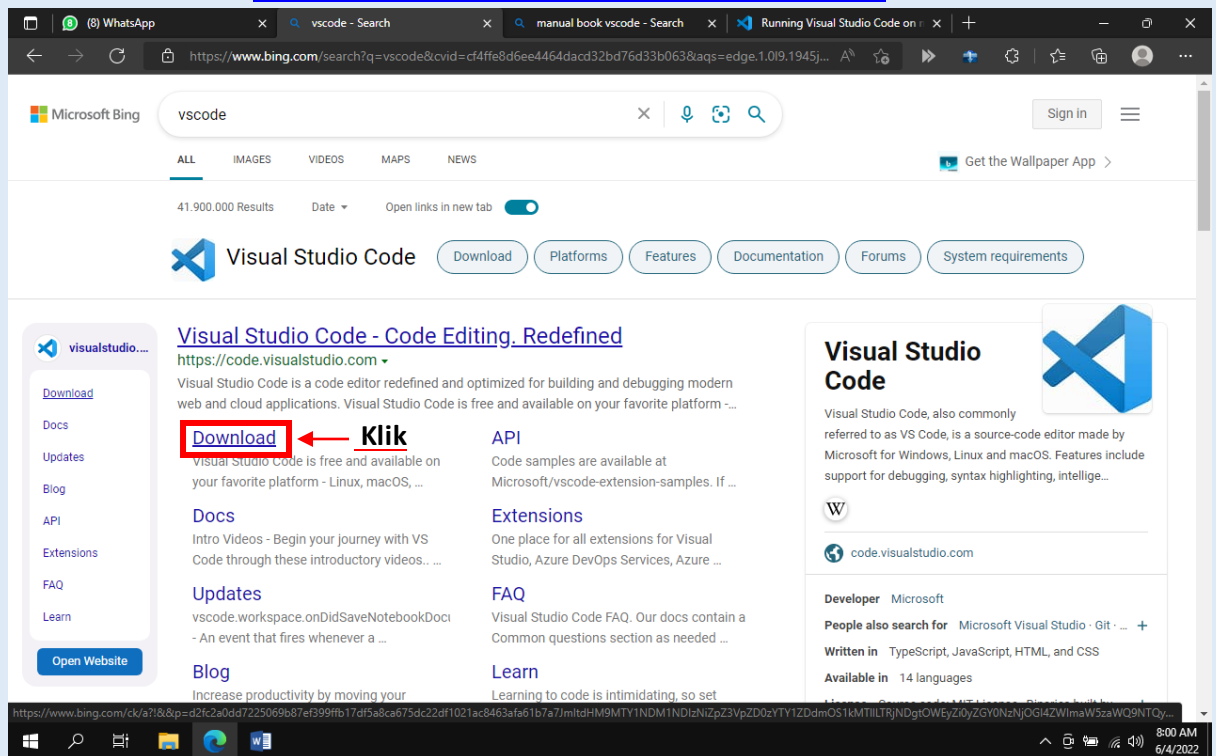 (8) WhatsApp
vscode - Search
manual book vscode - Search
Running Visual Studio Code on r
https://www.bing.com/search?q=vscode&cvid=cf4ffe8d6ee4464dacd32bd76d33b063&aqs=edge.1.0l9.1945j...
Microsoft Bing
vscode
Sign in
ALL
IMAGES
VIDEOS
MAPS
NEWS
Get the Wallpaper App
41.900.000 Results
Date
Open links in new tab
Visual Studio Code
Download
Platforms
Features
Documentation
Forums
System requirements
visualstudio....
Download
Docs
Updates
Blog
API
Extensions
FAQ
Learn
Open Website
Visual Studio Code - Code Editing. Redefined
https://code.visualstudio.com
Visual Studio Code is a code editor redefined and optimized for building and debugging modern
web and cloud applications. Visual Studio Code is free and available on your favorite platform -…
Download
Klik
Visual Studio Code is free and available on
your favorite platform - Linux, macOS, …
Docs
Intro Videos - Begin your journey with VS
Code through these introductory videos.. …
Updates
vscode.workspace.onDidSaveNotebookDocu
- An event that fires whenever a …
Blog
Increase productivity by moving your
API
Code samples are available at
Microsoft/vscode-extension-samples. If …
Extensions
One place for all extensions for Visual
Studio, Azure DevOps Services, Azure …
FAQ
Visual Studio Code FAQ. Our docs contain a
Common questions section as needed …
Learn
Learning to code is intimidating, so set
Visual Studio
Code
Visual Studio Code, also commonly
referred to as VS Code, is a source-code editor made by
Microsoft for Windows, Linux and macOS. Features include
support for debugging, syntax highlighting, intellige…
W
code.visualstudio.com
Developer Microsoft
People also search for Microsoft Visual Studio · Git · …
Written in TypeScript, JavaScript, HTML, and CSS
Available in 14 languages
8:00 AM
6/4/2022